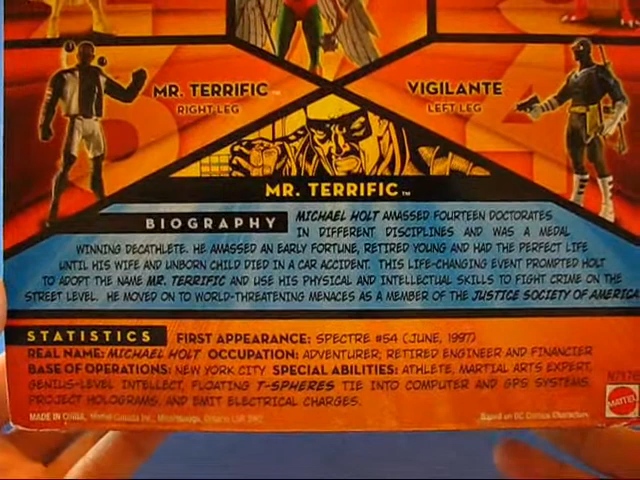 MR. TERRIFIC™ VIGILANTE
RIGHT LEG LEFT LEG
MR. TERRIFIC™
BIOGRAPHY
MICHAEL HOLT AMASSED FOURTEEN DOCTORATES
IN DIFFERENT DISCIPLINES AND WAS A MEDAL
WINNING DECATHLETE. HE AMASSED AN EARLY FORTUNE, RETIRED YOUNG AND HAD THE PERFECT LIFE
UNTIL HIS WIFE AND UNBORN CHILD DIED IN A CAR ACCIDENT. THIS LIFE-CHANGING EVENT PROMPTED HOLT
TO ADOPT THE NAME MR. TERRIFIC AND USE HIS PHYSICAL AND INTELLECTUAL SKILLS TO FIGHT CRIME ON THE
STREET LEVEL. HE MOVED ON TO WORLD-THREATENING MENACES AS A MEMBER OF THE JUSTICE SOCIETY OF AMERICA
STATISTICS FIRST APPEARANCE: SPECTRE #54 (JUNE, 1997)
REAL NAME: MICHAEL HOLT OCCUPATION: ADVENTURER; RETIRED ENGINEER AND FINANCIER
BASE OF OPERATIONS: NEW YORK CITY SPECIAL ABILITIES: ATHLETE, MARTIAL ARTS EXPERT,
GENIUS-LEVEL INTELLECT, FLOATING T-SPHERES TIE INTO COMPUTER AND GPS SYSTEMS,
PROJECT HOLOGRAMS, AND EMIT ELECTRICAL CHARGES.
MATTEL
MADE IN CHINA. Mattel Canada Inc., Mississauga, Ontario Based on DC Comics Characters